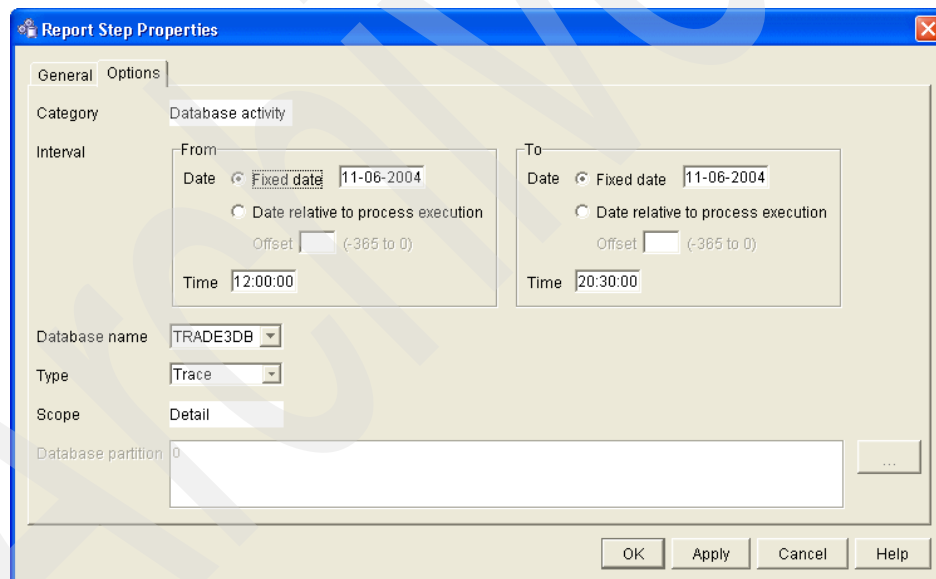 Report Step Properties
General Options
Category Database activity
Interval From To
Date Fixed date 11-06-2004 Date Fixed date 11-06-2004
Date relative to process execution Date relative to process execution
Offset (-365 to 0) Offset (-365 to 0)
Time 12:00:00 Time 20:30:00
Database name TRADE3DB
Type Trace
Scope Detail
Database partition 0
...
OK Apply Cancel Help